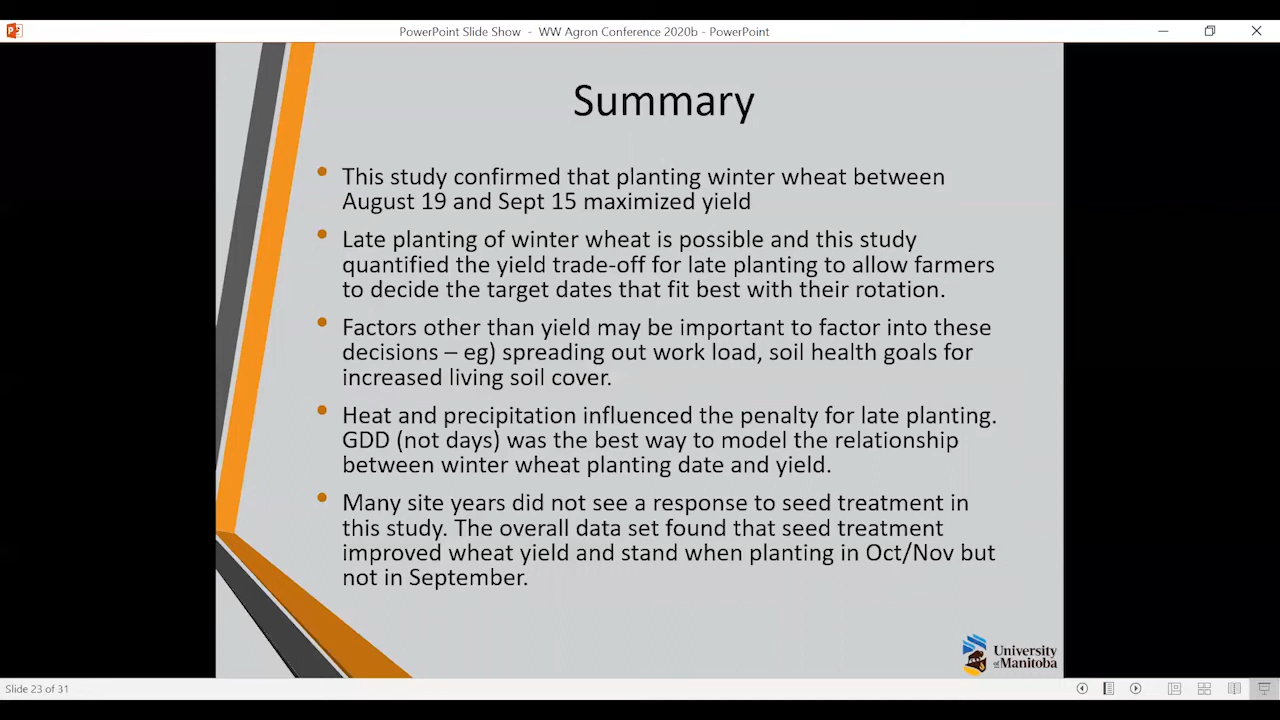 PowerPoint Slide Show - WW Agron Conference 2020b - PowerPoint
Summary
• This study confirmed that planting winter wheat between
August 19 and Sept 15 maximized yield
• Late planting of winter wheat is possible and this study
quantified the yield trade-off for late planting to allow farmers
to decide the target dates that fit best with their rotation.
• Factors other than yield may be important to factor into these
decisions – eg) spreading out work load, soil health goals for
increased living soil cover.
• Heat and precipitation influenced the penalty for late planting.
GDD (not days) was the best way to model the relationship
between winter wheat planting date and yield.
• Many site years did not see a response to seed treatment in
this study. The overall data set found that seed treatment
improved wheat yield and stand when planting in Oct/Nov but
not in September.
University
of Manitoba
Slide 23 of 31